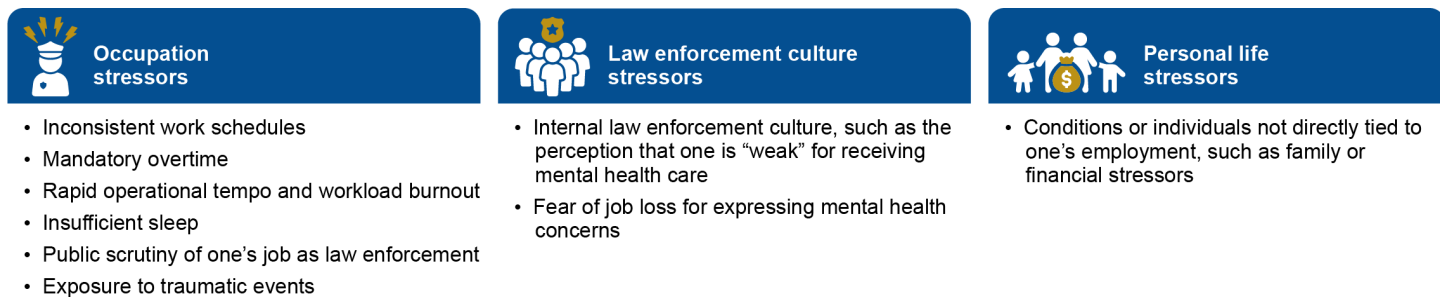 Occupation
stressors
• Inconsistent work schedules
• Mandatory overtime
• Rapid operational tempo and workload burnout
• Insufficient sleep
• Public scrutiny of one’s job as law enforcement
• Exposure to traumatic events
Law enforcement culture
stressors
• Internal law enforcement culture, such as the
perception that one is “weak” for receiving
mental health care
• Fear of job loss for expressing mental health
concerns
Personal life
stressors
$
• Conditions or individuals not directly tied to
one’s employment, such as family or
financial stressors